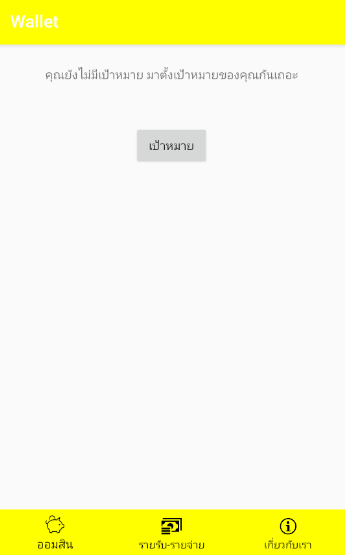 Wallet
คุณยังไม่มีเป้าหมาย มาตั้งเป้าหมายของคุณกันเถอะ
เป้าหมาย
ออมสิน
รายรับ-รายจ่าย
เกี่ยวกับเรา